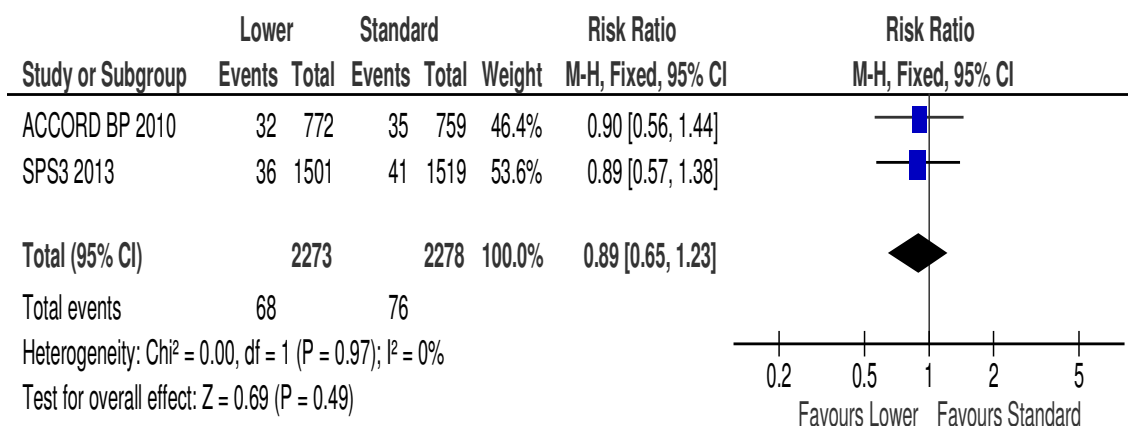 Lower Standard Risk Ratio Risk Ratio
Study or Subgroup Events Total Events Total Weight M-H, Fixed, 95% CI M-H, Fixed, 95% CI
ACCORD BP 2010 32 772 35 759 46.4% 0.90 [0.56, 1.44]
SPS3 2013 36 1501 41 1519 53.6% 0.89 [0.57, 1.38]
Total (95% CI) 2273 2278 100.0% 0.89 [0.65, 1.23]
Total events 68 76
Heterogeneity: Chi² = 0.00, df = 1 (P = 0.97); I² = 0%
Test for overall effect: Z = 0.69 (P = 0.49)
0.2 0.5 1 2 5
Favours Lower Favours Standard